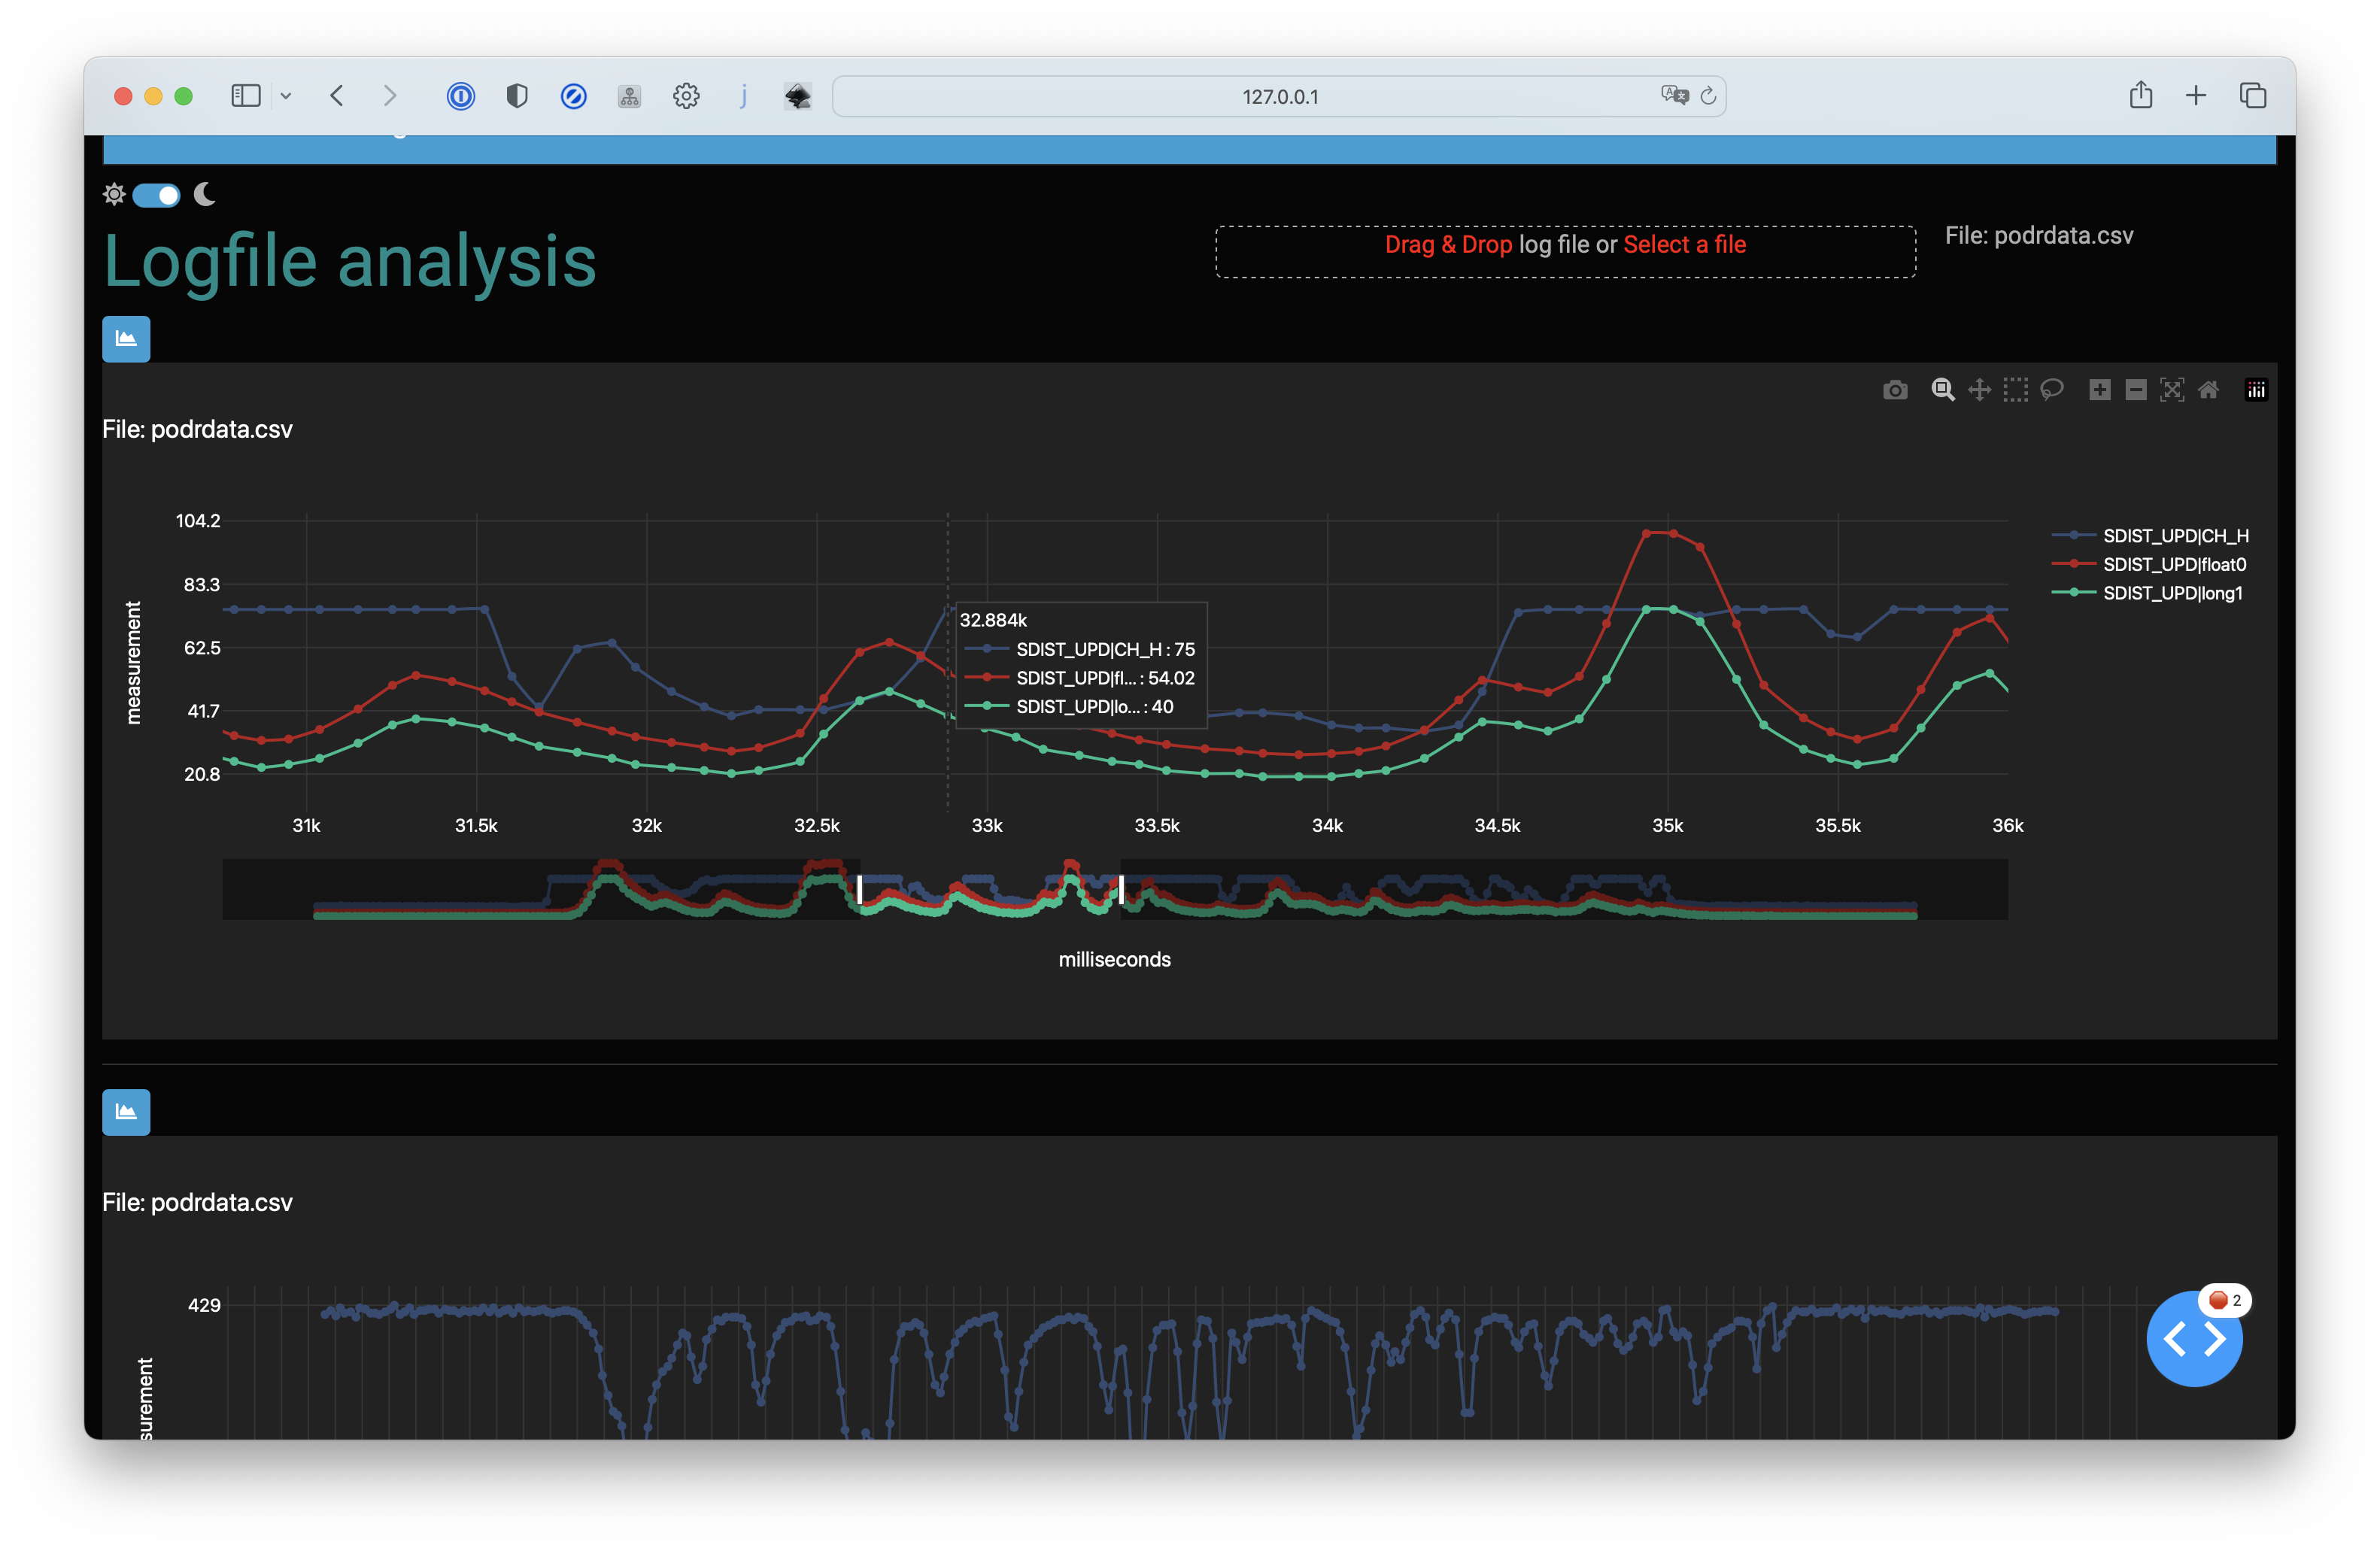 127.0.0.1
Logfile analysis
Drag & Drop log file or Select a file
File: podrdata.csv
File: podrdata.csv
104.2
83.3
62.5
41.7
20.8
measurement
SDIST_UPD|CH_H
SDIST_UPD|float0
SDIST_UPD|long1
32.884k
SDIST_UPD|CH_H : 75
SDIST_UPD|fl... : 54.02
SDIST_UPD|lo... : 40
31k 31.5k 32k 32.5k 33k 33.5k 34k 34.5k 35k 35.5k 36k
milliseconds
File: podrdata.csv
429
surement
2